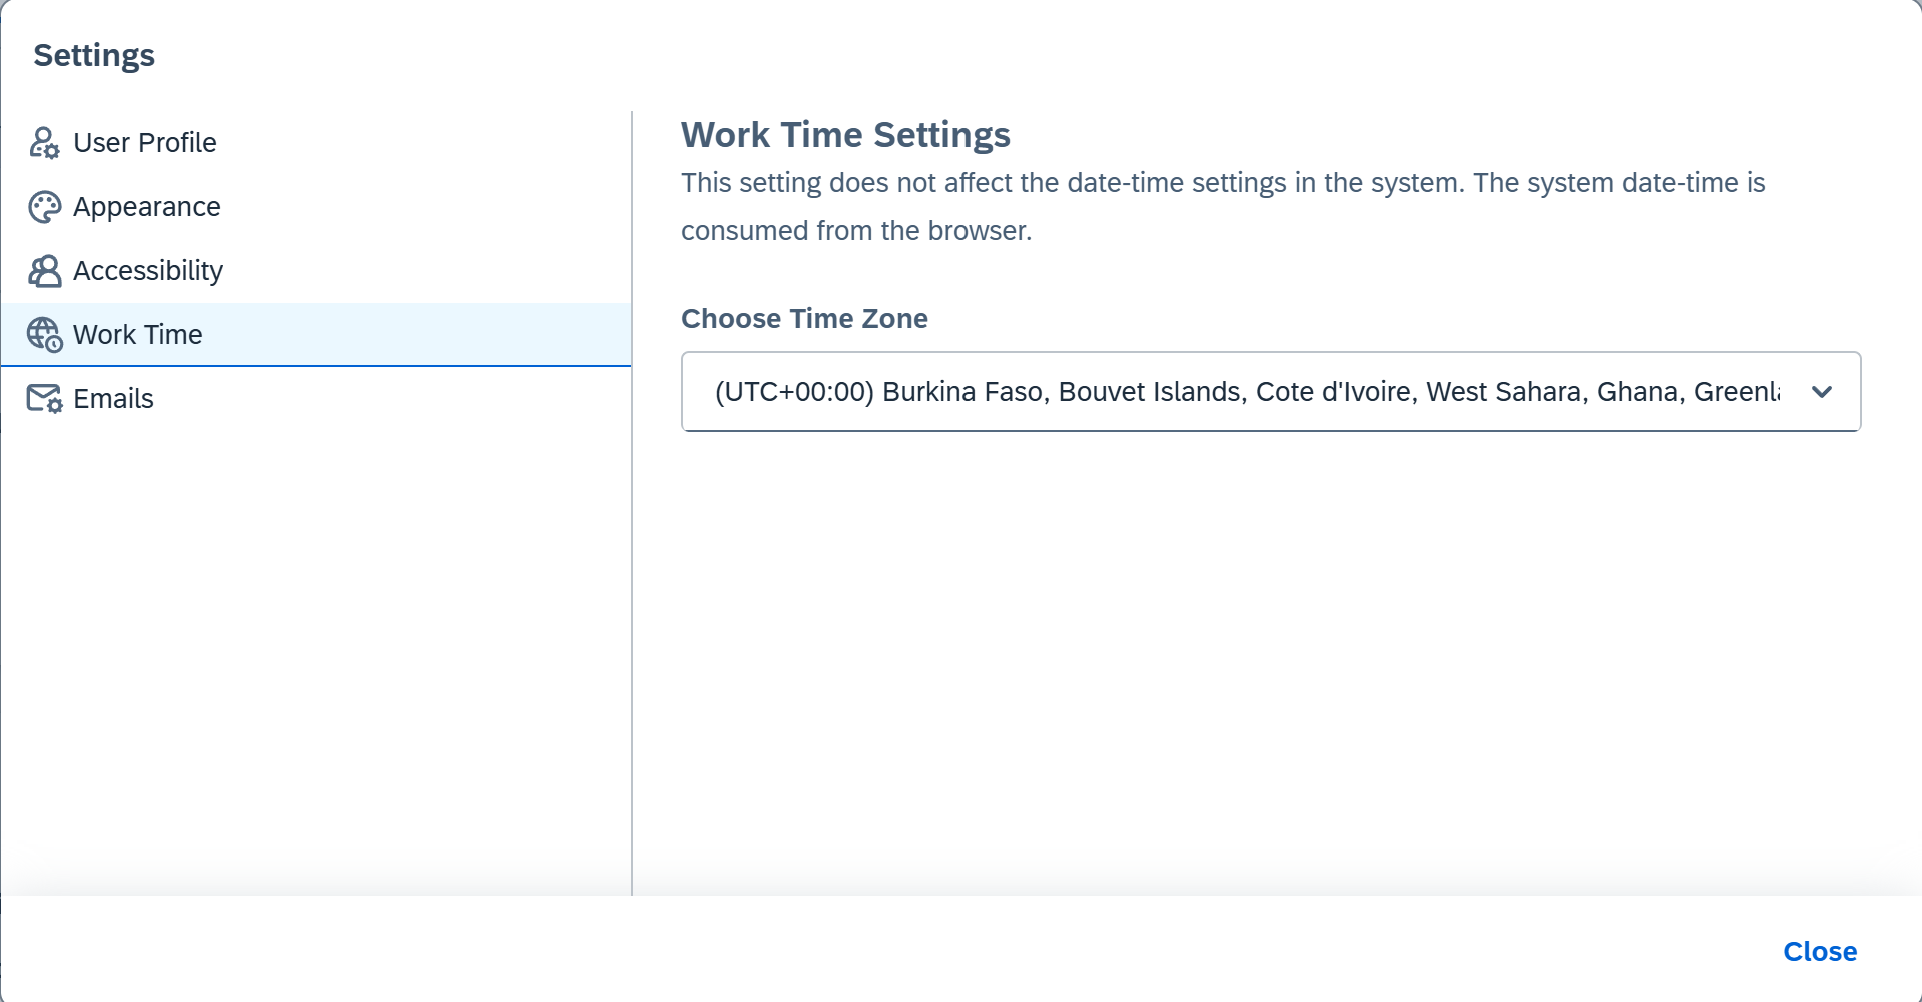 Settings
User Profile
Appearance
Accessibility
Work Time
Emails
Work Time Settings
This setting does not affect the date-time settings in the system. The system date-time is
consumed from the browser.
Choose Time Zone
(UTC+00:00) Burkina Faso, Bouvet Islands, Cote d'Ivoire, West Sahara, Ghana,
Close